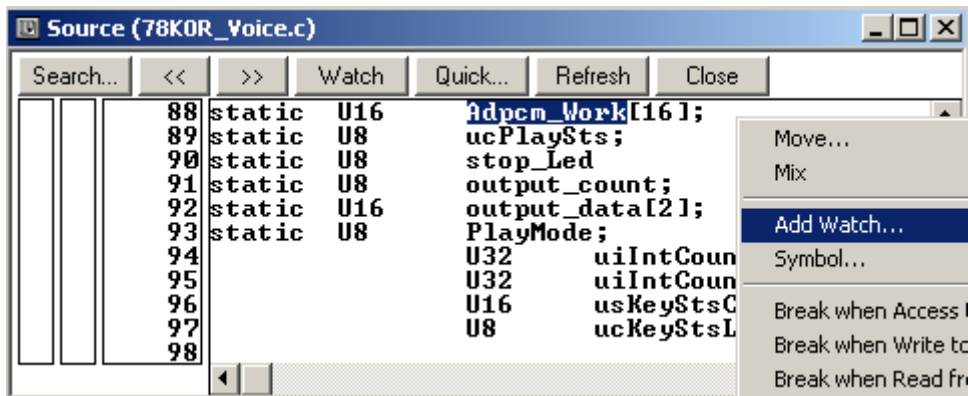 Source (78K0R_Voice.c)
Search... << >> Watch Quick... Refresh Close
88 static U16 Adpcm_Work[16];
89 static U8 ucPlaySts;
90 static U8 stop_Led
91 static U8 output_count;
92 static U16 output_data[2];
93 static U8 PlayMode;
94 U32 uiIntCoun
95 U32 uiIntCoun
96 U16 usKeyStsC
97 U8 ucKeyStsL
98
Move...
Mix
Add Watch...
Symbol...
Break when Access
Break when Write to
Break when Read fr